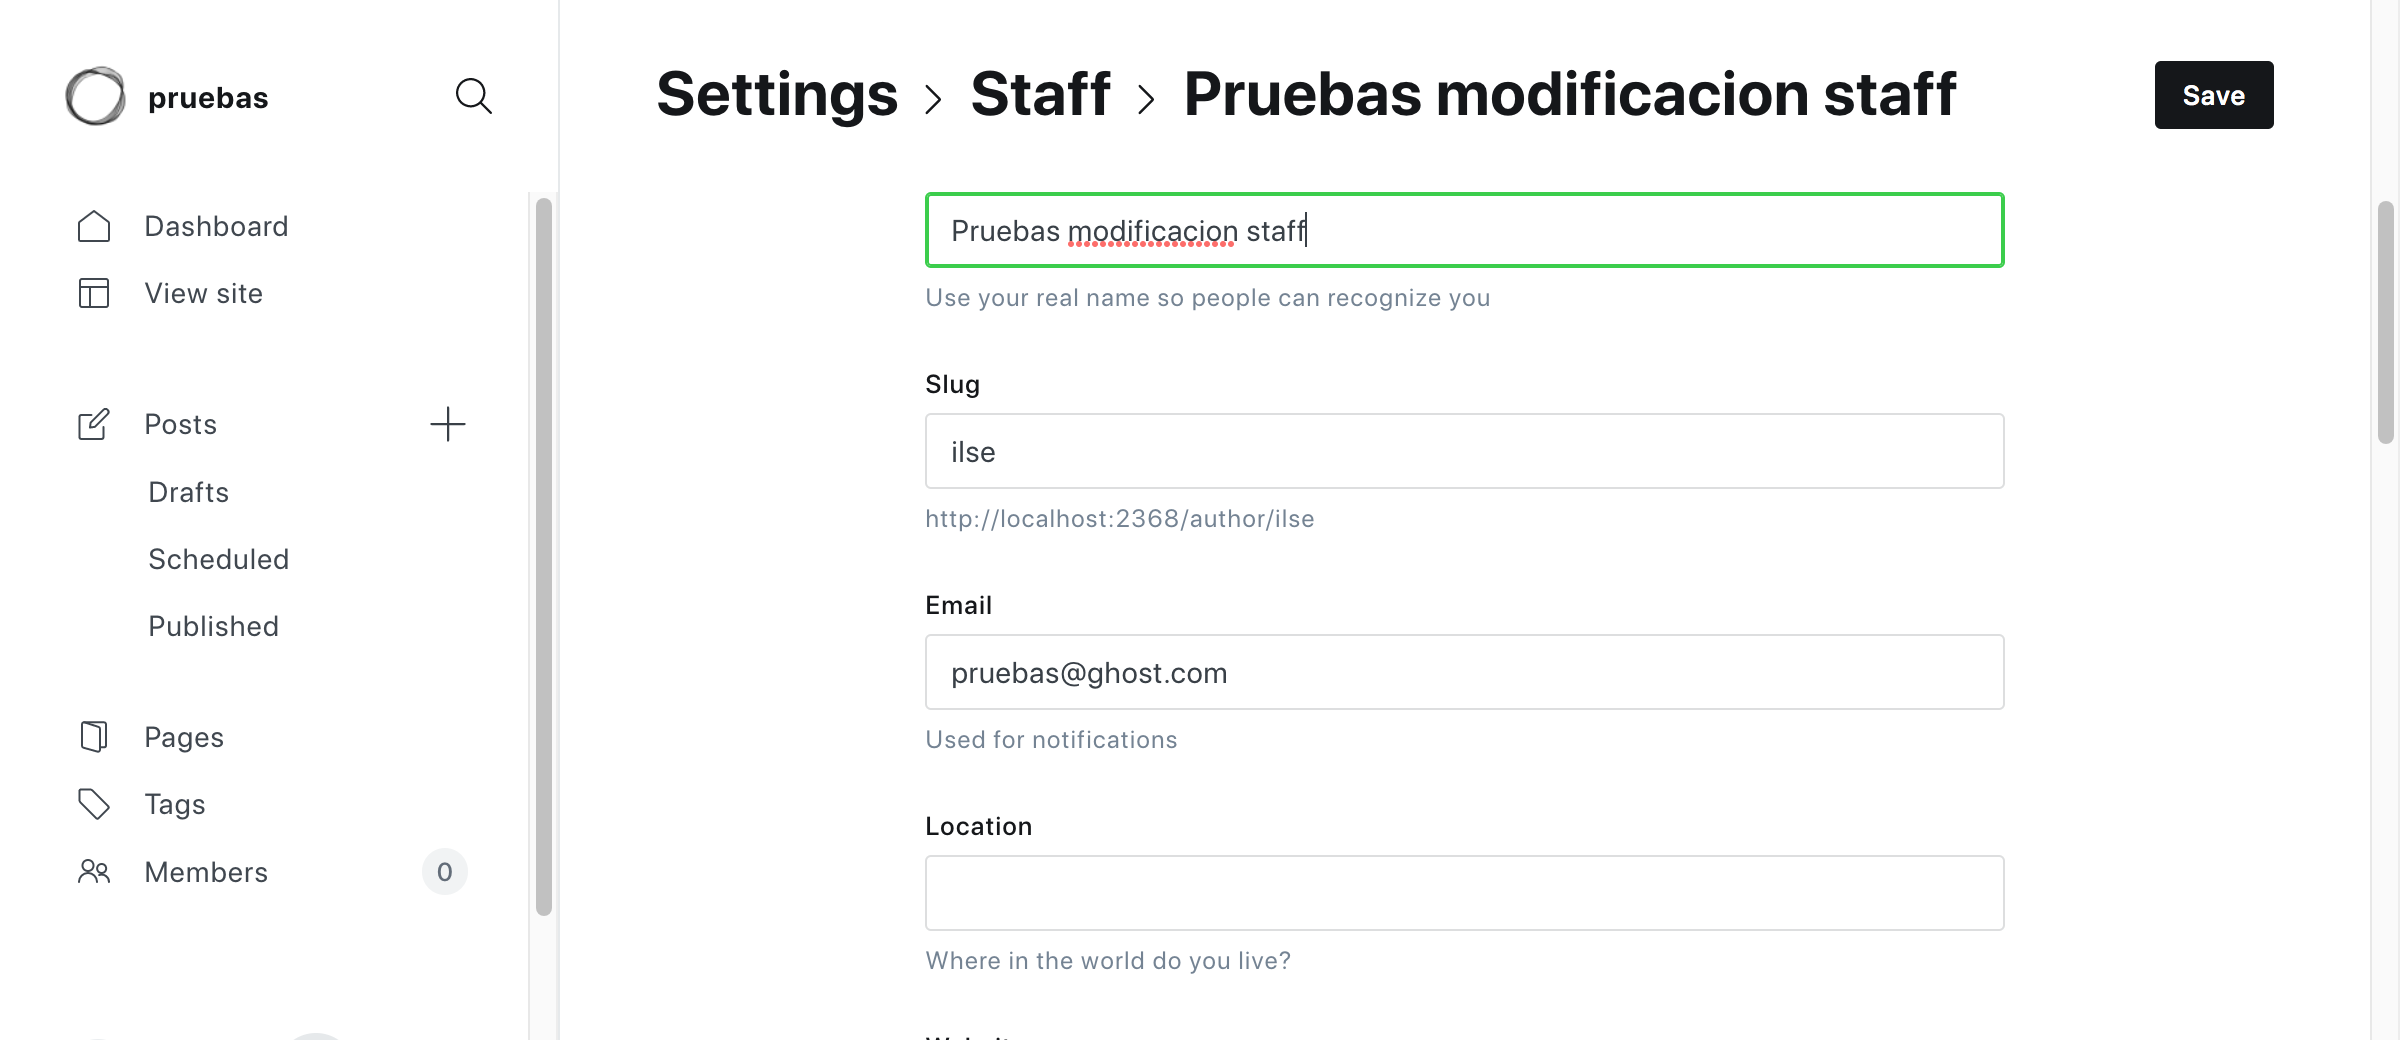 pruebas
Dashboard
View site
Posts
Drafts
Scheduled
Published
Pages
Tags
Members 0
Settings > Staff > Pruebas modificacion staff
Save
Pruebas modificacion staff
Use your real name so people can recognize you
Slug
ilse
http://localhost:2368/author/ilse
Email
pruebas@ghost.com
Used for notifications
Location
Where in the world do you live?